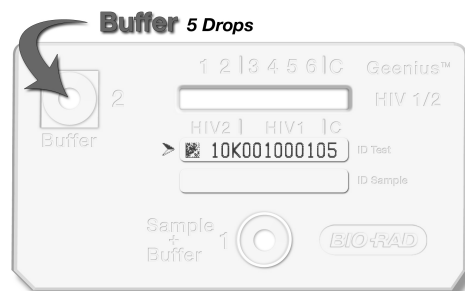 Buffer 5 Drops
1 2 | 3 4 5 6 | C Geenius™
2 HIV 1/2
Buffer HIV2 | HIV1 | C
10K001000105 ID Test
ID Sample
Sample
+ 1 BIO-RAD
Buffer